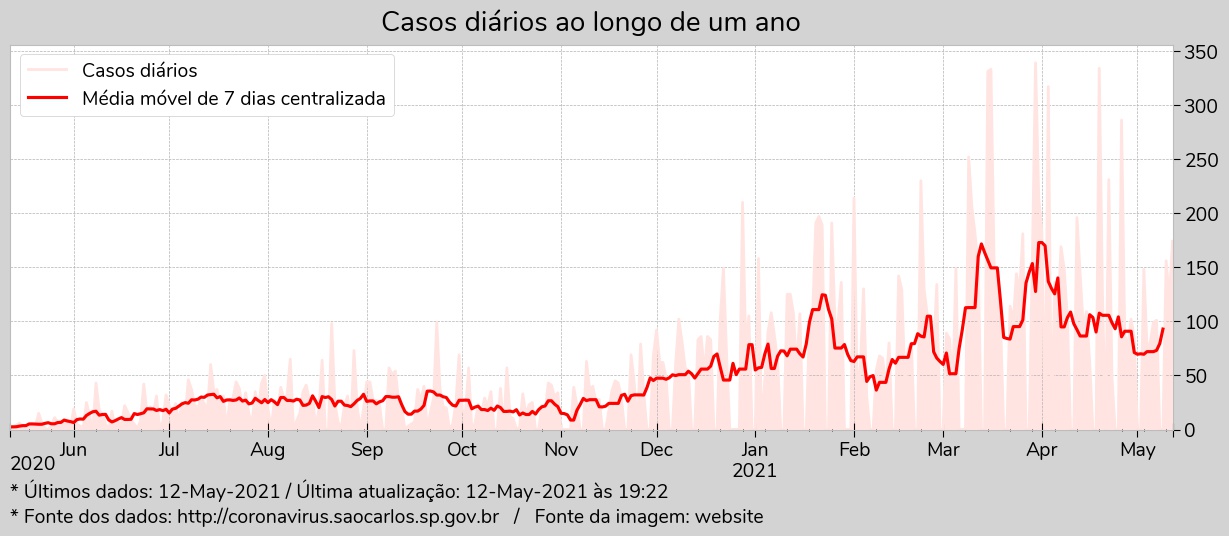 Casos diários ao longo de um ano
Casos diários
Média móvel de 7 dias centralizada
350
300
250
200
150
100
50
0
Jun Jul Aug Sep Oct Nov Dec Jan Feb Mar Apr May
2020 2021
* Últimos dados: 12-May-2021 / Última atualização: 12-May-2021 às 19:22
* Fonte dos dados: http://coronavirus.saocarlos.sp.gov.br / Fonte da imagem: website